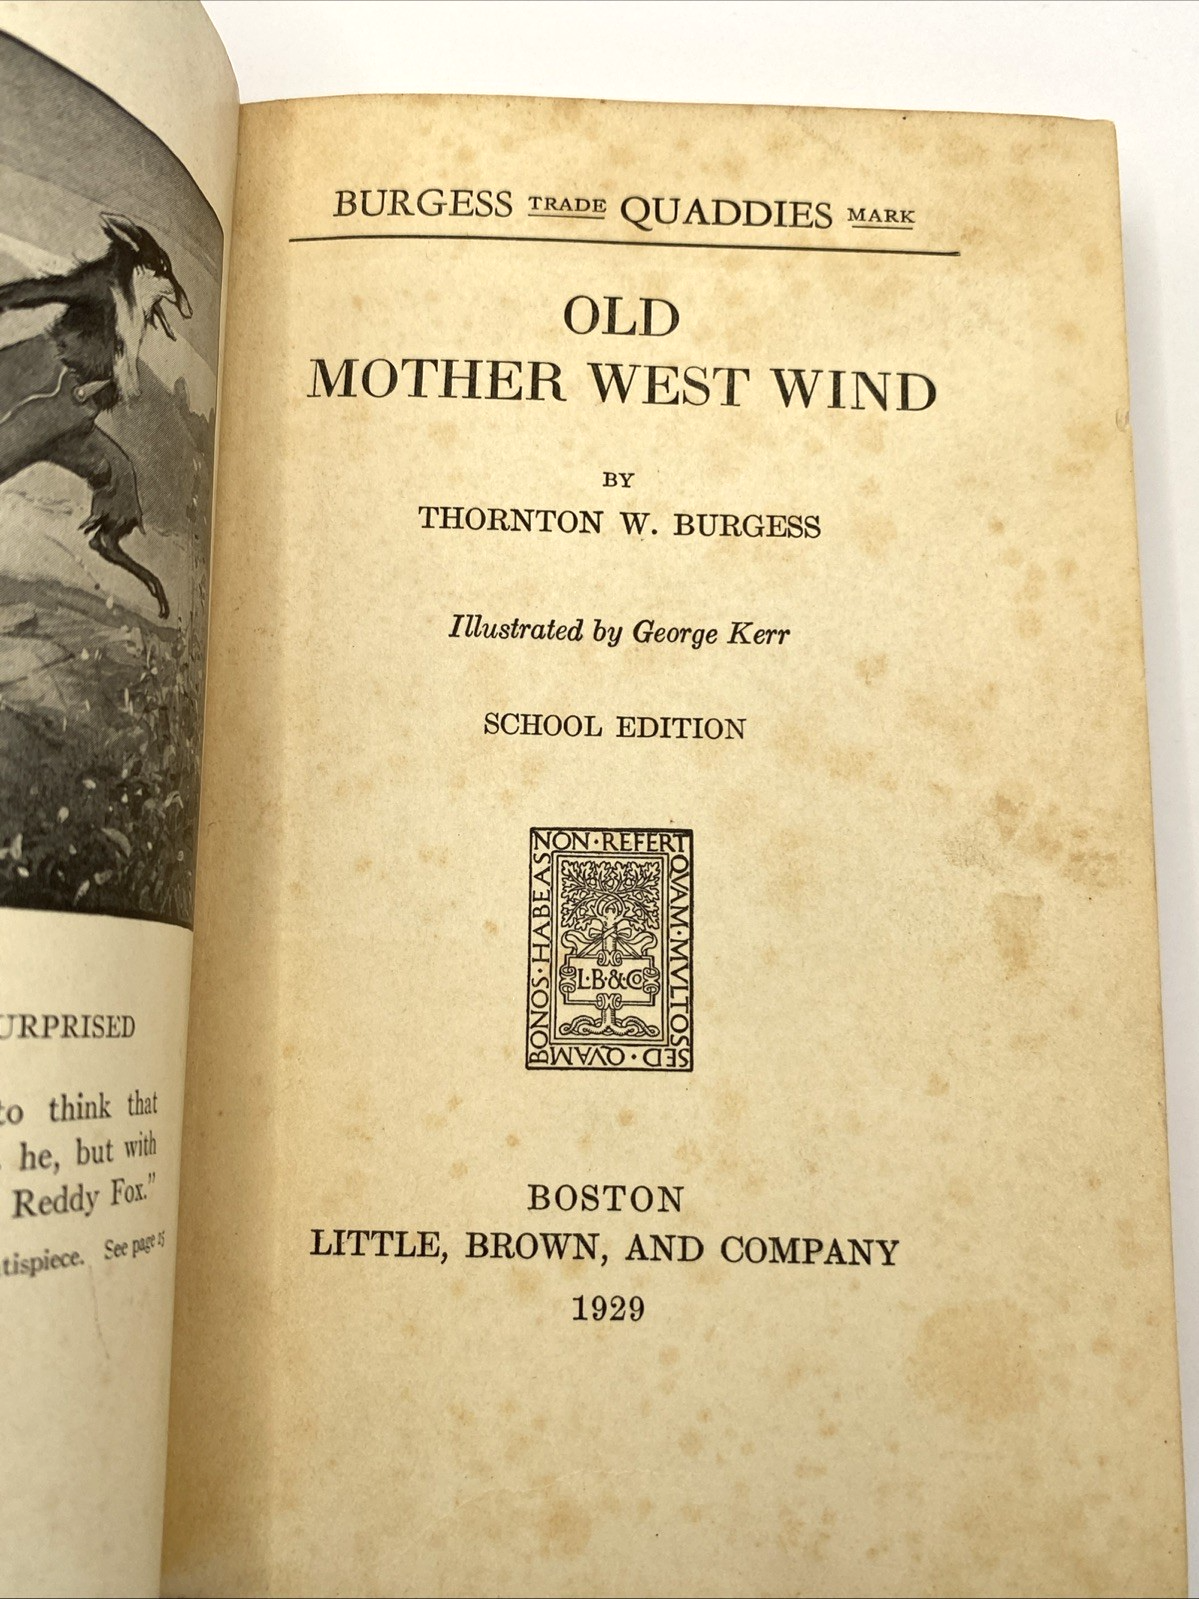 BURGESS TRADE QUADDIES MARK
OLD
MOTHER WEST WIND
BY
THORNTON W. BURGESS
Illustrated by George Kerr
SCHOOL EDITION
NON·REFERT
QVAM·MVLTOS
SED·QVAM
BONOS·HABEAS
L·B·&·Co
BOSTON
LITTLE, BROWN, AND COMPANY
1929
URPRISED
to think that
he, but with
Reddy Fox."
tispiece. See page 15